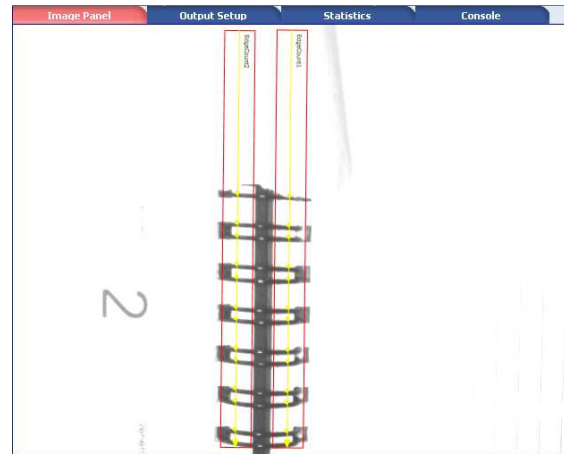 Image Panel
Output Setup
Statistics
Console
EdgeCount2
EdgeCount1
2